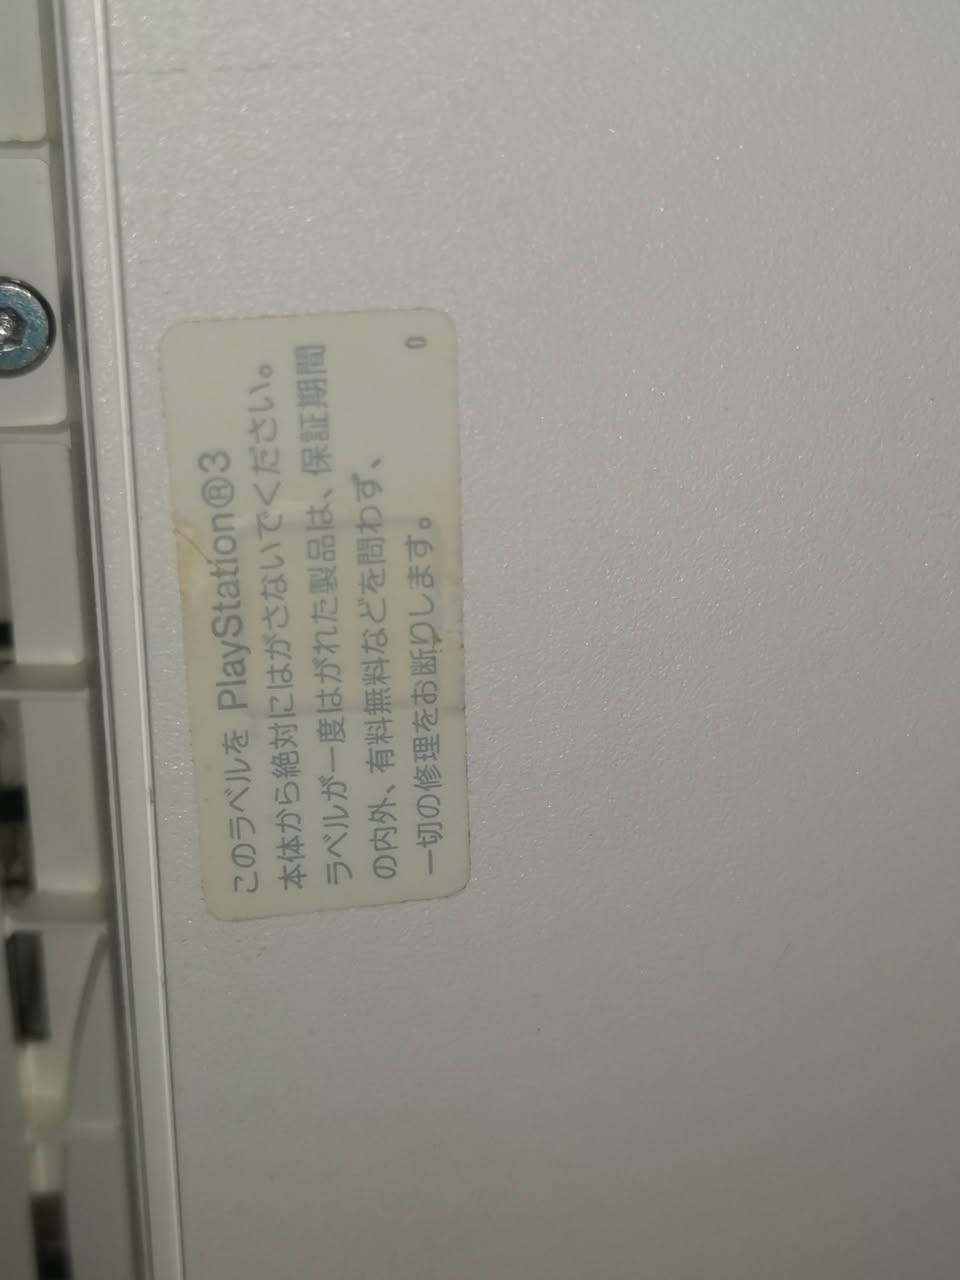 このラベルを PlayStation®3
本体から絶対にはがさないでください。
ラベルが一度はがれた製品は、保証期間
の内外、有料無料などを問わず、
一切の修理をお断りします。
0